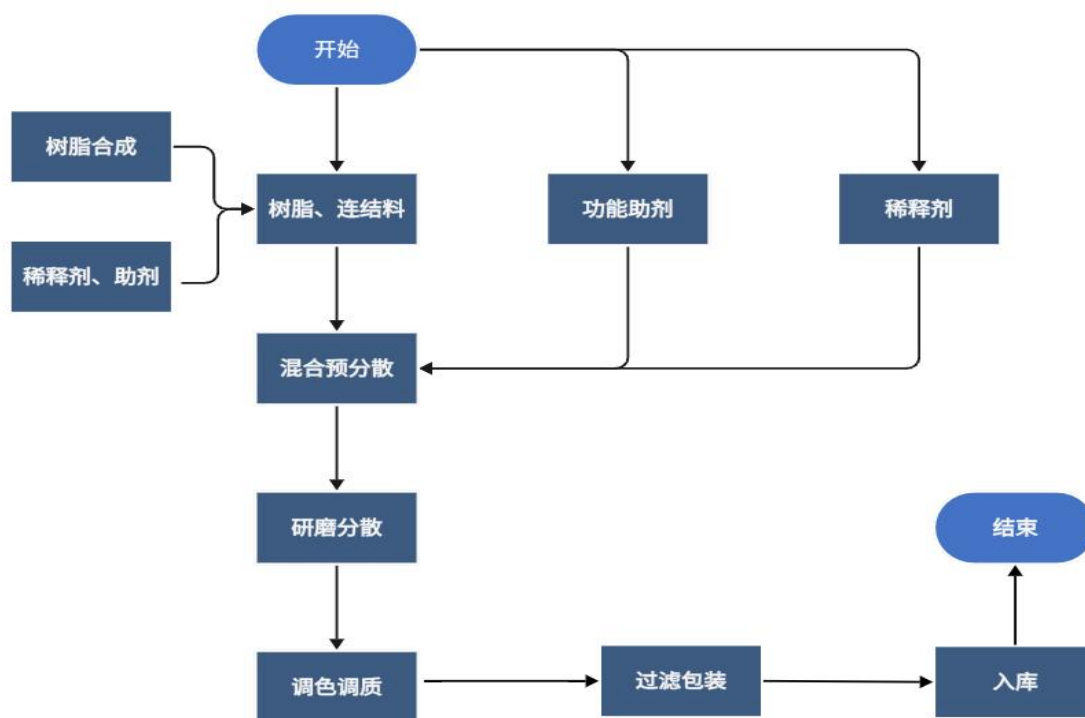 开始
树脂合成
树脂、连结料
功能助剂
稀释剂
稀释剂、助剂
混合预分散
研磨分散
结束
调色调质
过滤包装
入库